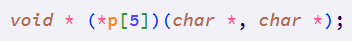 void * (*p[5])(char *, char *);